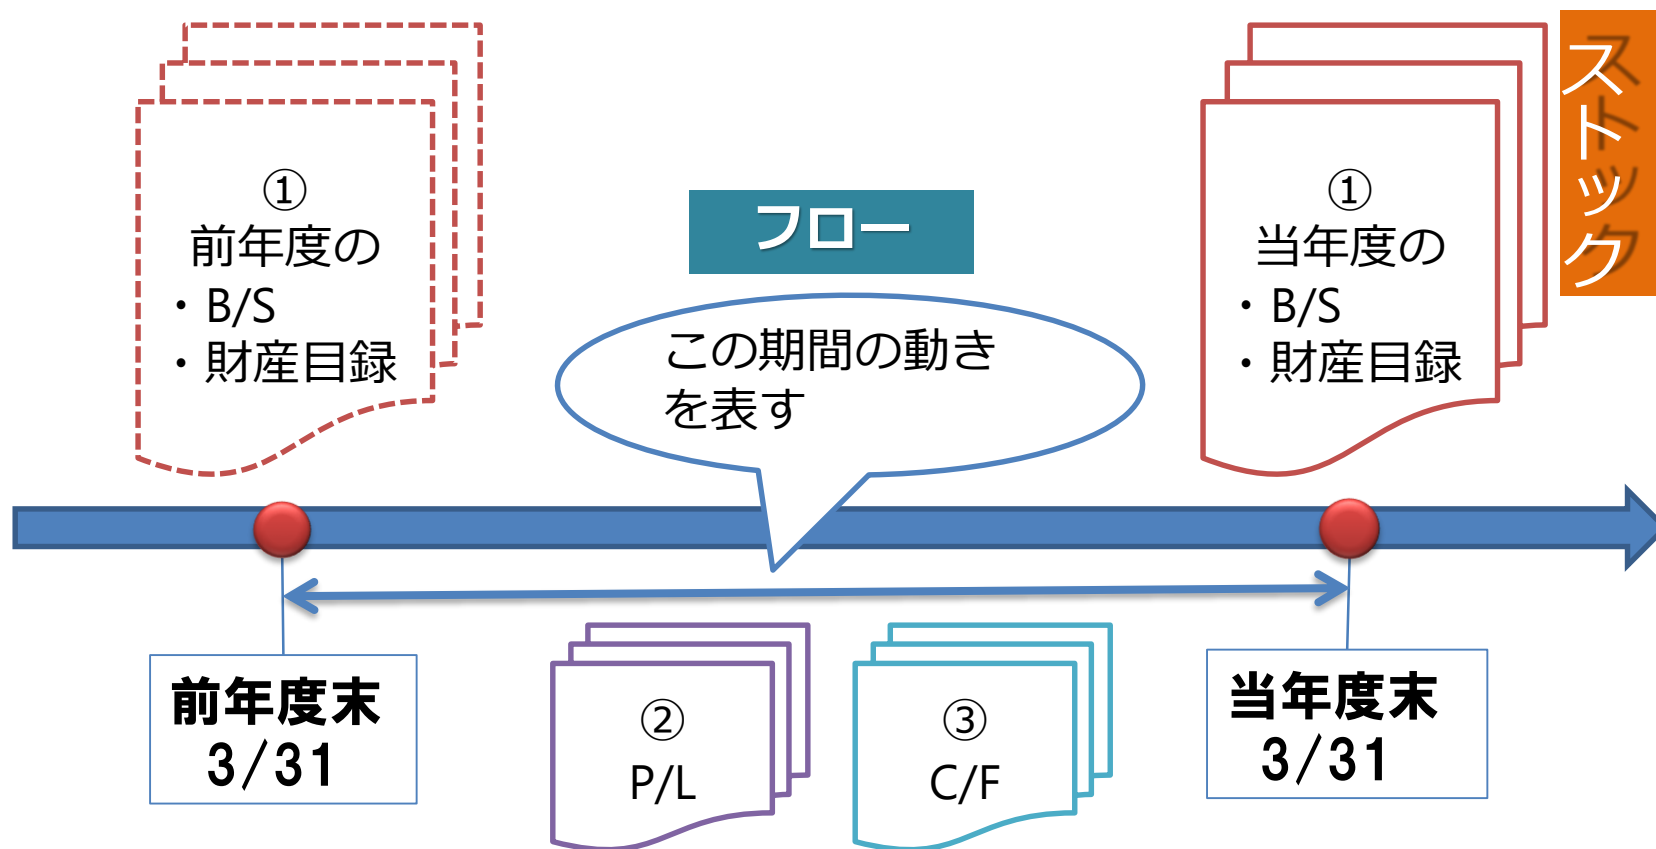 ①
前年度の
・B/S
・財産目録
フロー
この期間の動き
を表す
①
当年度の
・B/S
・財産目録
ストック
前年度末
3/31
②
P/L
③
C/F
当年度末
3/31